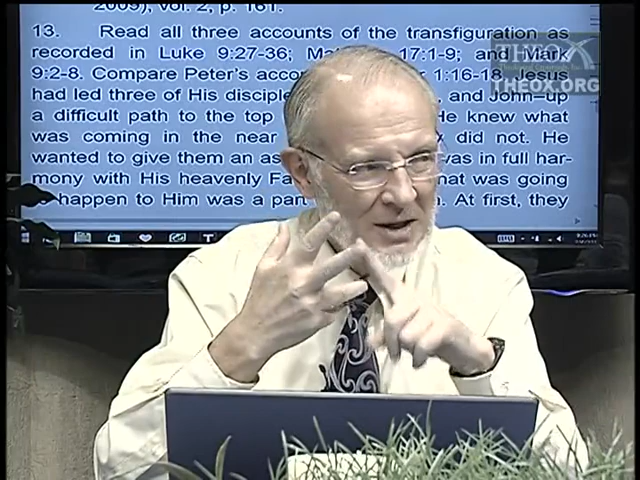 2009), vol. 2, p. 161.
13. Read all three accounts of the transfiguration as
recorded in Luke 9:27-36; 17:1-9; and Mark
9:2-8. Compare Peter's 1:16-18. Jesus
had led three of His and John–up
a difficult path to the top He knew what
was coming in the near did not. He
wanted to give them an was in full har-
mony with His heavenly what was going
happen to Him was a part At first, they
THEOX
THEOX.ORG